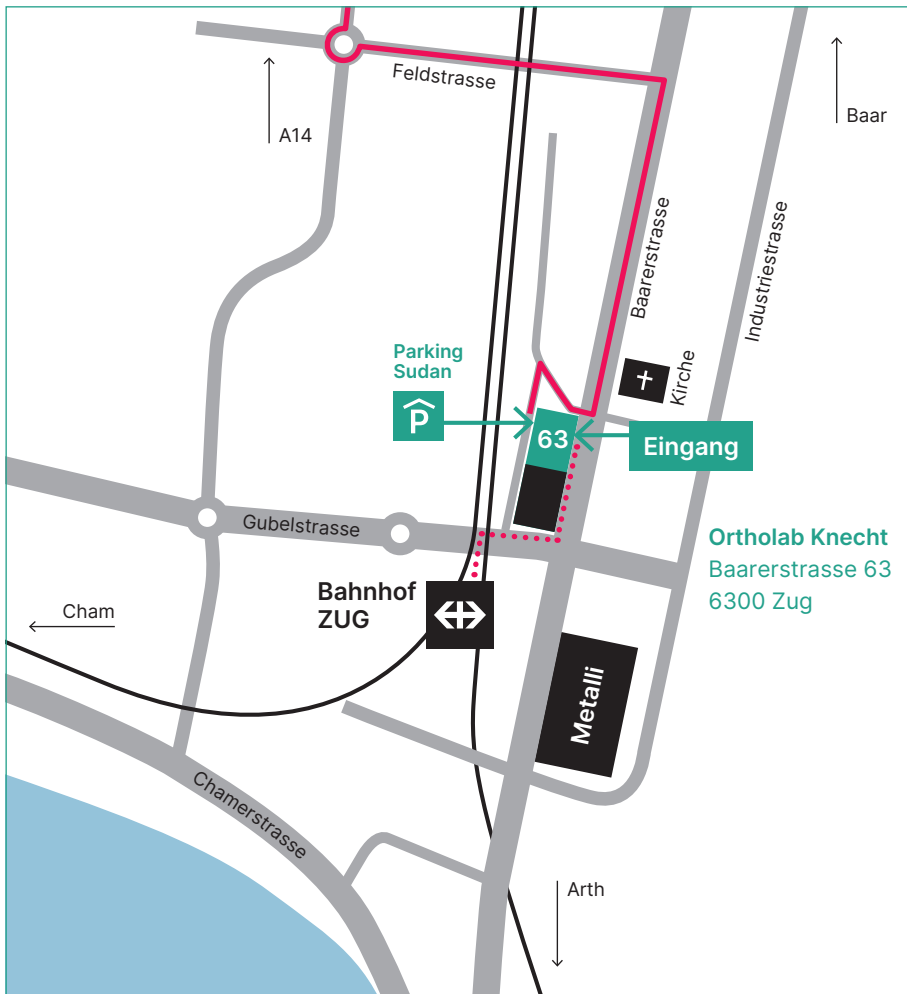 Feldstrasse
A14
Baar
Baarerstrasse
Industriestrasse
Parking
Sudan
P
Kirche
63
Eingang
Gubelstrasse
Ortholab Knecht
Baarerstrasse 63
6300 Zug
Bahnhof
ZUG
Cham
Metalli
Chamerstrasse
Arth